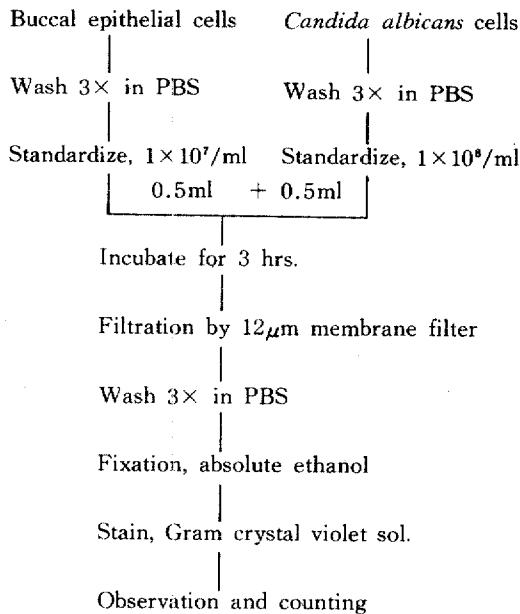 Buccal epithelial cells
Candida albicans cells
Wash 3× in PBS
Wash 3× in PBS
Standardize, 1×10⁷/ml
Standardize, 1×10⁸/ml
0.5ml + 0.5ml
Incubate for 3 hrs.
Filtration by 12μm membrane filter
Wash 3× in PBS
Fixation, absolute ethanol
Stain, Gram crystal violet sol.
Observation and counting